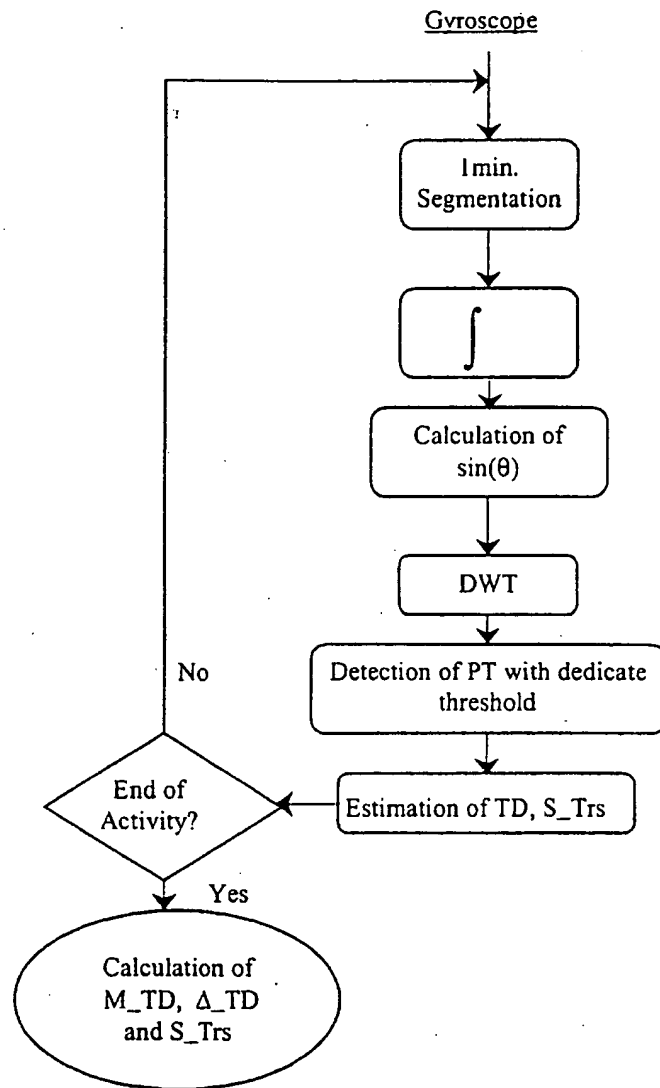 Gyroscope
1min.
Segmentation
∫
Calculation of
sin(θ)
DWT
Detection of PT with dedicate
threshold
Estimation of TD, S_Trs
End of
Activity?
No
Yes
Calculation of
M_TD, Δ_TD
and S_Trs